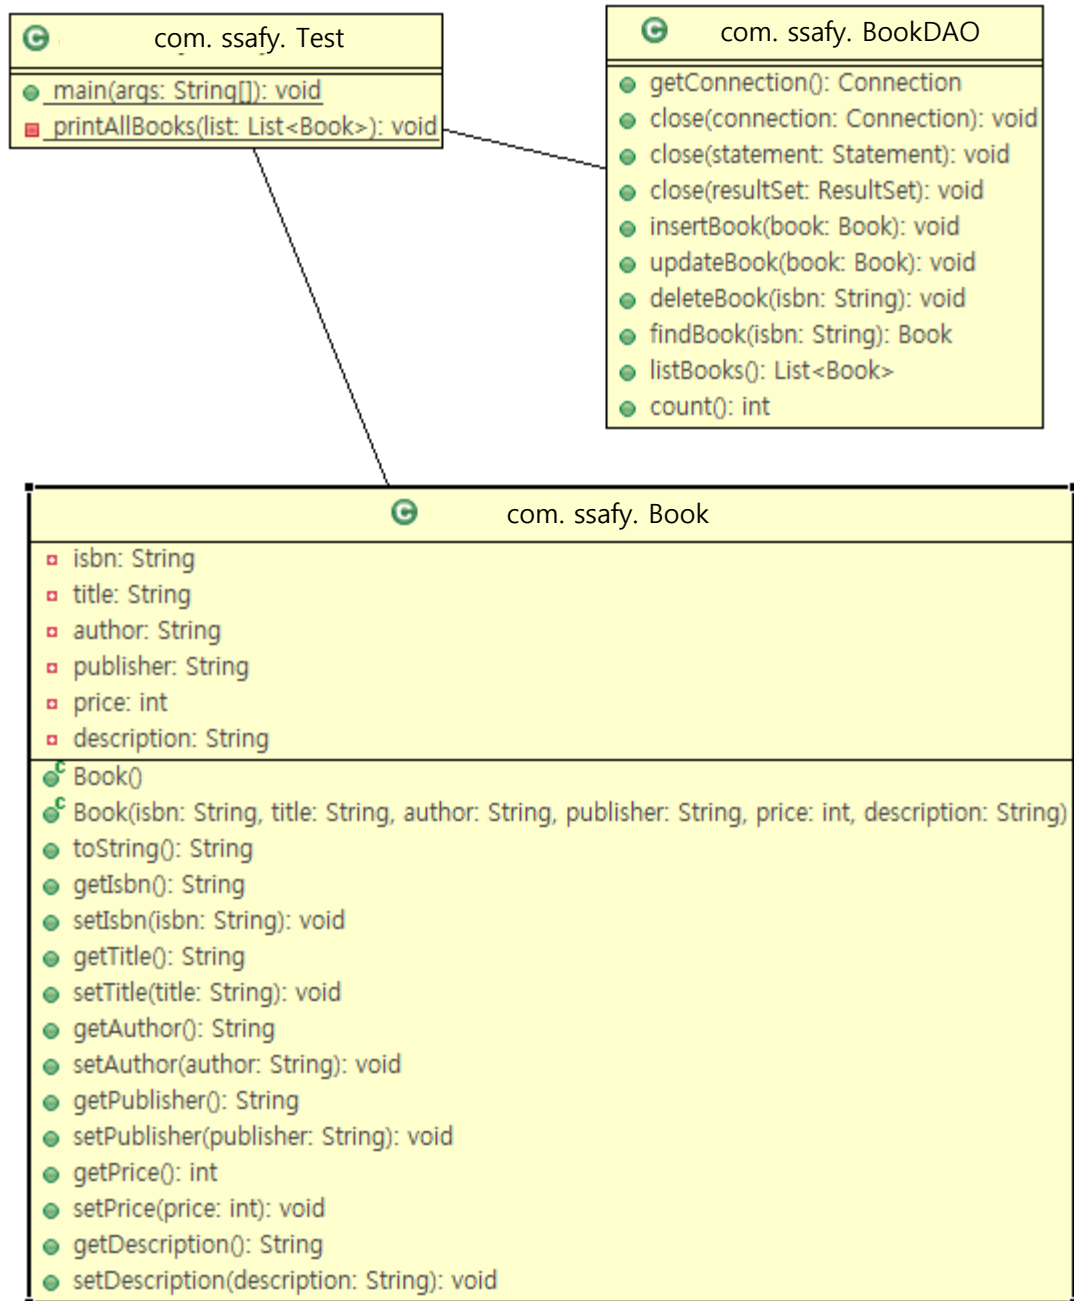 com. ssafy. Test
main(args: String[]): void
printAllBooks(list: List<Book>): void
com. ssafy. BookDAO
getConnection(): Connection
close(connection: Connection): void
close(statement: Statement): void
close(resultSet: ResultSet): void
insertBook(book: Book): void
updateBook(book: Book): void
deleteBook(isbn: String): void
findBook(isbn: String): Book
listBooks(): List<Book>
count(): int
com. ssafy. Book
isbn: String
title: String
author: String
publisher: String
price: int
description: String
Book()
Book(isbn: String, title: String, author: String, publisher: String, price: int, description: String)
toString(): String
getIsbn(): String
setIsbn(isbn: String): void
getTitle(): String
setTitle(title: String): void
getAuthor(): String
setAuthor(author: String): void
getPublisher(): String
setPublisher(publisher: String): void
getPrice(): int
setPrice(price: int): void
getDescription(): String
setDescription(description: String): void